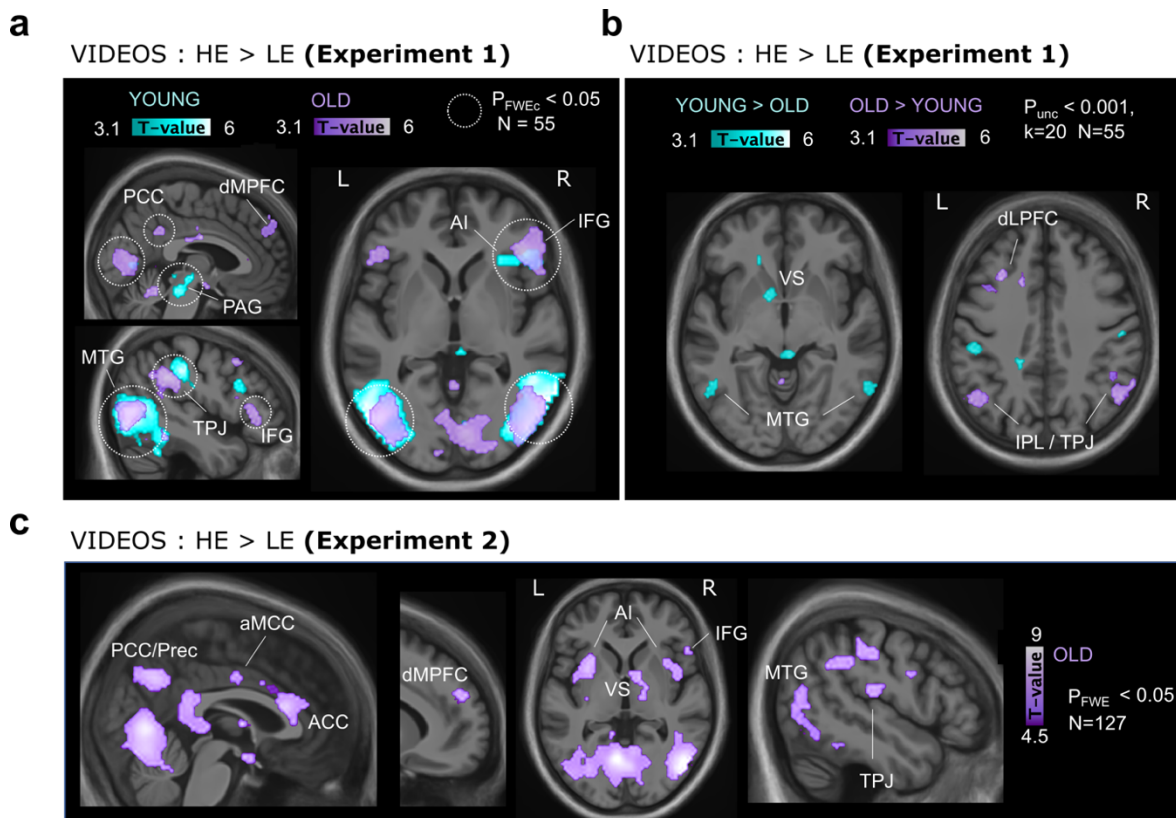 a
VIDEOS : HE > LE (Experiment 1)
YOUNG
3.1 T-value 6
OLD
3.1 T-value 6
PFWEc < 0.05
N = 55
PCC
dMPFC
PAG
MTG
TPJ
IFG
L
R
AI
IFG
b
VIDEOS : HE > LE (Experiment 1)
YOUNG > OLD
3.1 T-value 6
OLD > YOUNG
3.1 T-value 6
Punc < 0.001,
k=20 N=55
VS
MTG
L
R
dLPFC
IPL / TPJ
c
VIDEOS : HE > LE (Experiment 2)
PCC/Prec
aMCC
ACC
dMPFC
L
R
AI
IFG
VS
MTG
TPJ
9
T-value
4.5
OLD
PFWE < 0.05
N=127